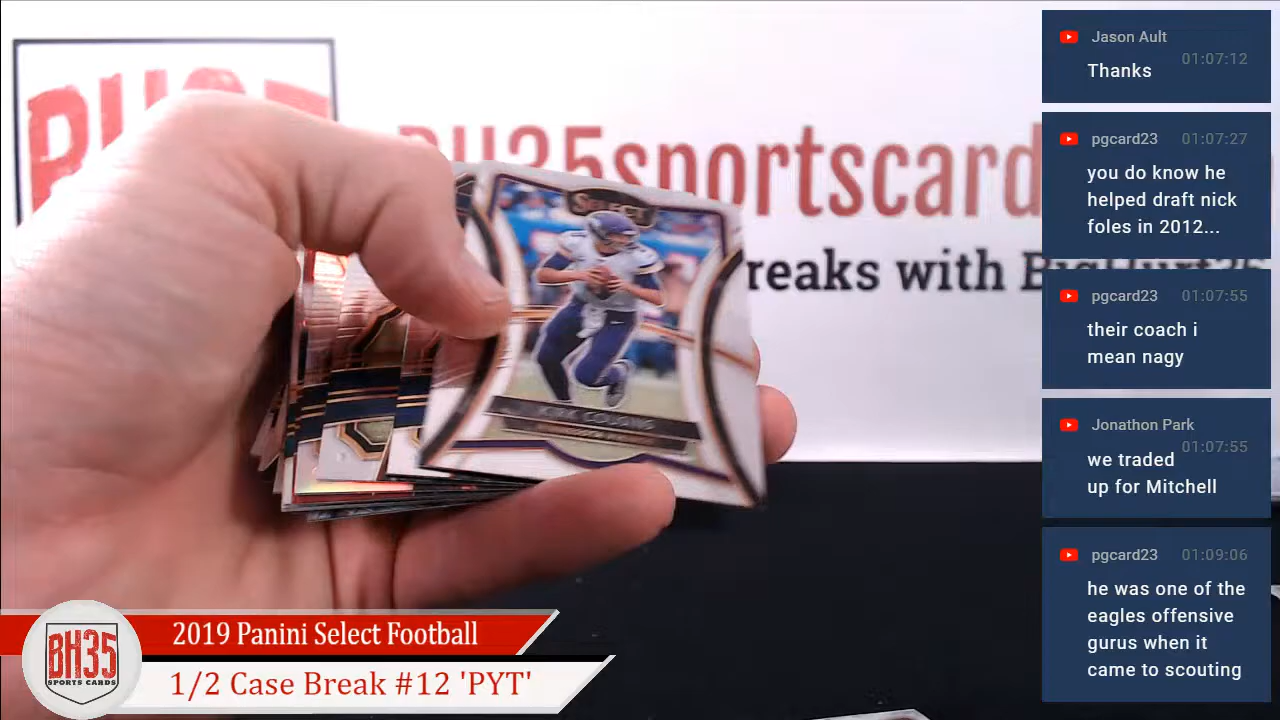 Jason Ault
01:07:12
Thanks
pgcard23 01:07:27
you do know he
helped draft nick
foles in 2012...
pgcard23 01:07:55
their coach i
mean nagy
Jonathon Park
01:07:55
we traded
up for Mitchell
pgcard23 01:09:06
he was one of the
eagles offensive
gurus when it
came to scouting
BH35sportscard
reaks with
SELECT
KIRK COUSINS
BH35
SPORTS CARDS
2019 Panini Select Football
1/2 Case Break #12 'PYT'